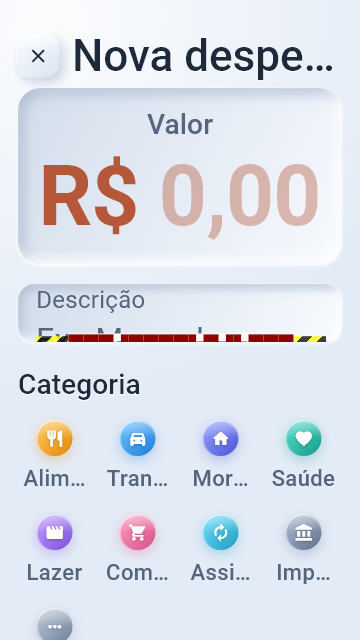 Nova despe...
Valor
R$ 0,00
Descrição
Categoria
Alim... Tran... Mor... Saúde
Lazer Com... Assi... Imp...